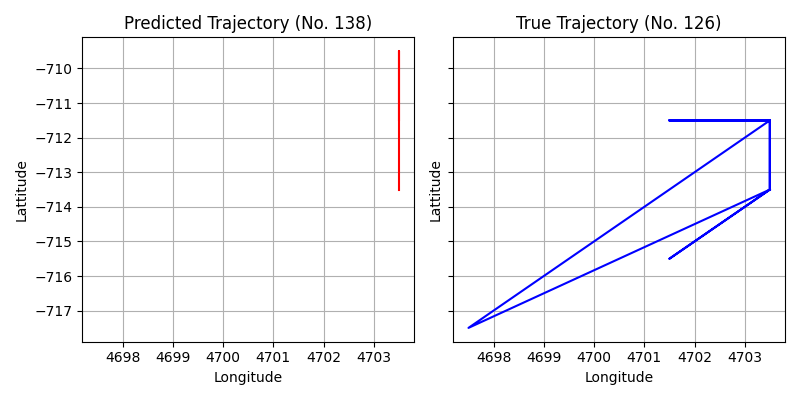 Predicted Trajectory (No. 138)
−710
−711
−712
−713
−714
−715
−716
−717
Lattitude
4698 4699 4700 4701 4702 4703
Longitude
True Trajectory (No. 126)
Lattitude
4698 4699 4700 4701 4702 4703
Longitude